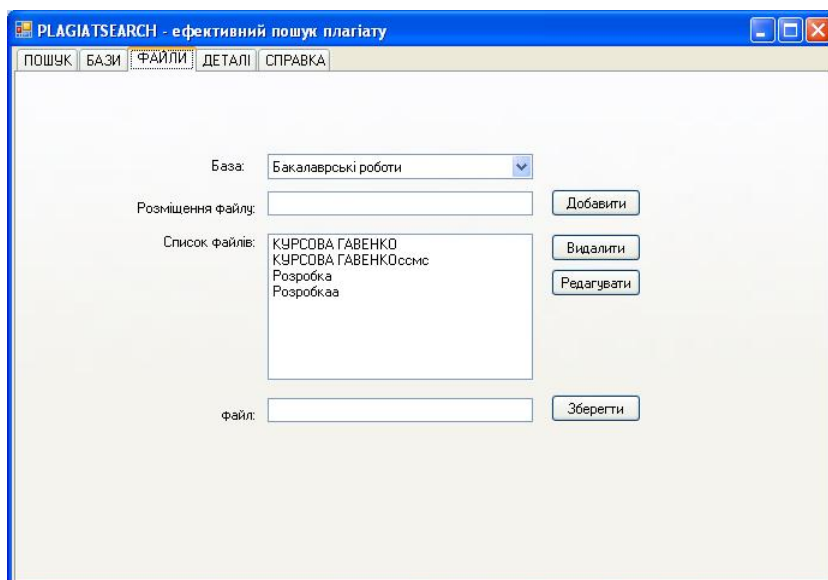 PLAGIATSEARCH - ефективний пошук плагіату
ПОШУК БАЗИ ФАЙЛИ ДЕТАЛІ СПРАВКА
База: Бакалаврські роботи
Розміщення файлу: Добавити
Список файлів: КУРСОВА ГАВЕНКО Видалити
КУРСОВА ГАВЕНКОссмс
Розробка Редагувати
Розробкаа
файл: Зберегти